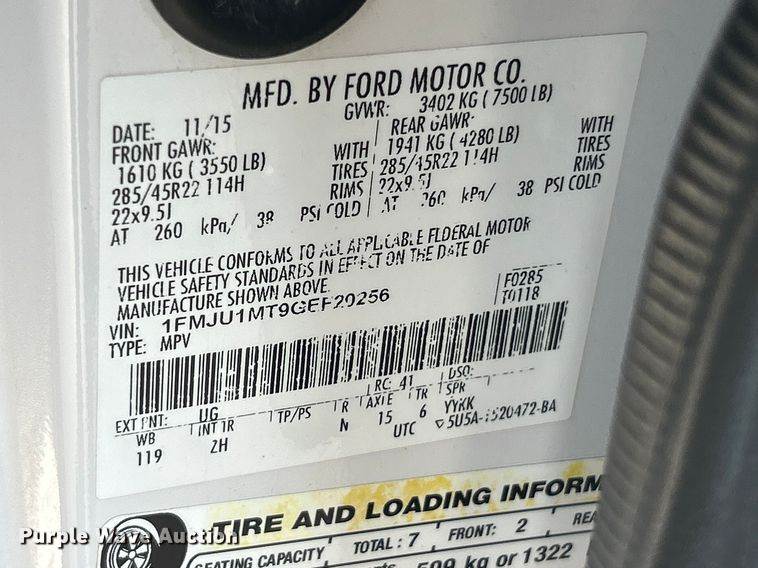 MFD. BY FORD MOTOR CO.
DATE: 11/15 GVWR: 3402 KG ( 7500 LB)
FRONT GAWR: REAR GAWR:
1610 KG ( 3550 LB) WITH 1941 KG ( 4280 LB) WITH
285/45R22 114H TIRES 285/45R22 114H TIRES
22x9.5J RIMS 22x9.5J RIMS
AT 260 kPa/ 38 PSI COLD AT 260 kPa/ 38 PSI COLD
THIS VEHICLE CONFORMS TO ALL APPLICABLE FEDERAL MOTOR
VEHICLE SAFETY STANDARDS IN EFFECT ON THE DATE OF
MANUFACTURE SHOWN ABOVE.
VIN: 1FMJU1MT9GEF20256 F0285
TYPE: MPV T0118
EXT PNT: UG RC: 41 DSO:
WB INT TR TP/PS R AXLE TR SPR
119 2H N 15 6 YYKK
UTC 5U5A-1520472-BA
TIRE AND LOADING INFORM
SEATING CAPACITY TOTAL : 7 FRONT: 2 REA
kg or 1322
Purple Wave Auction